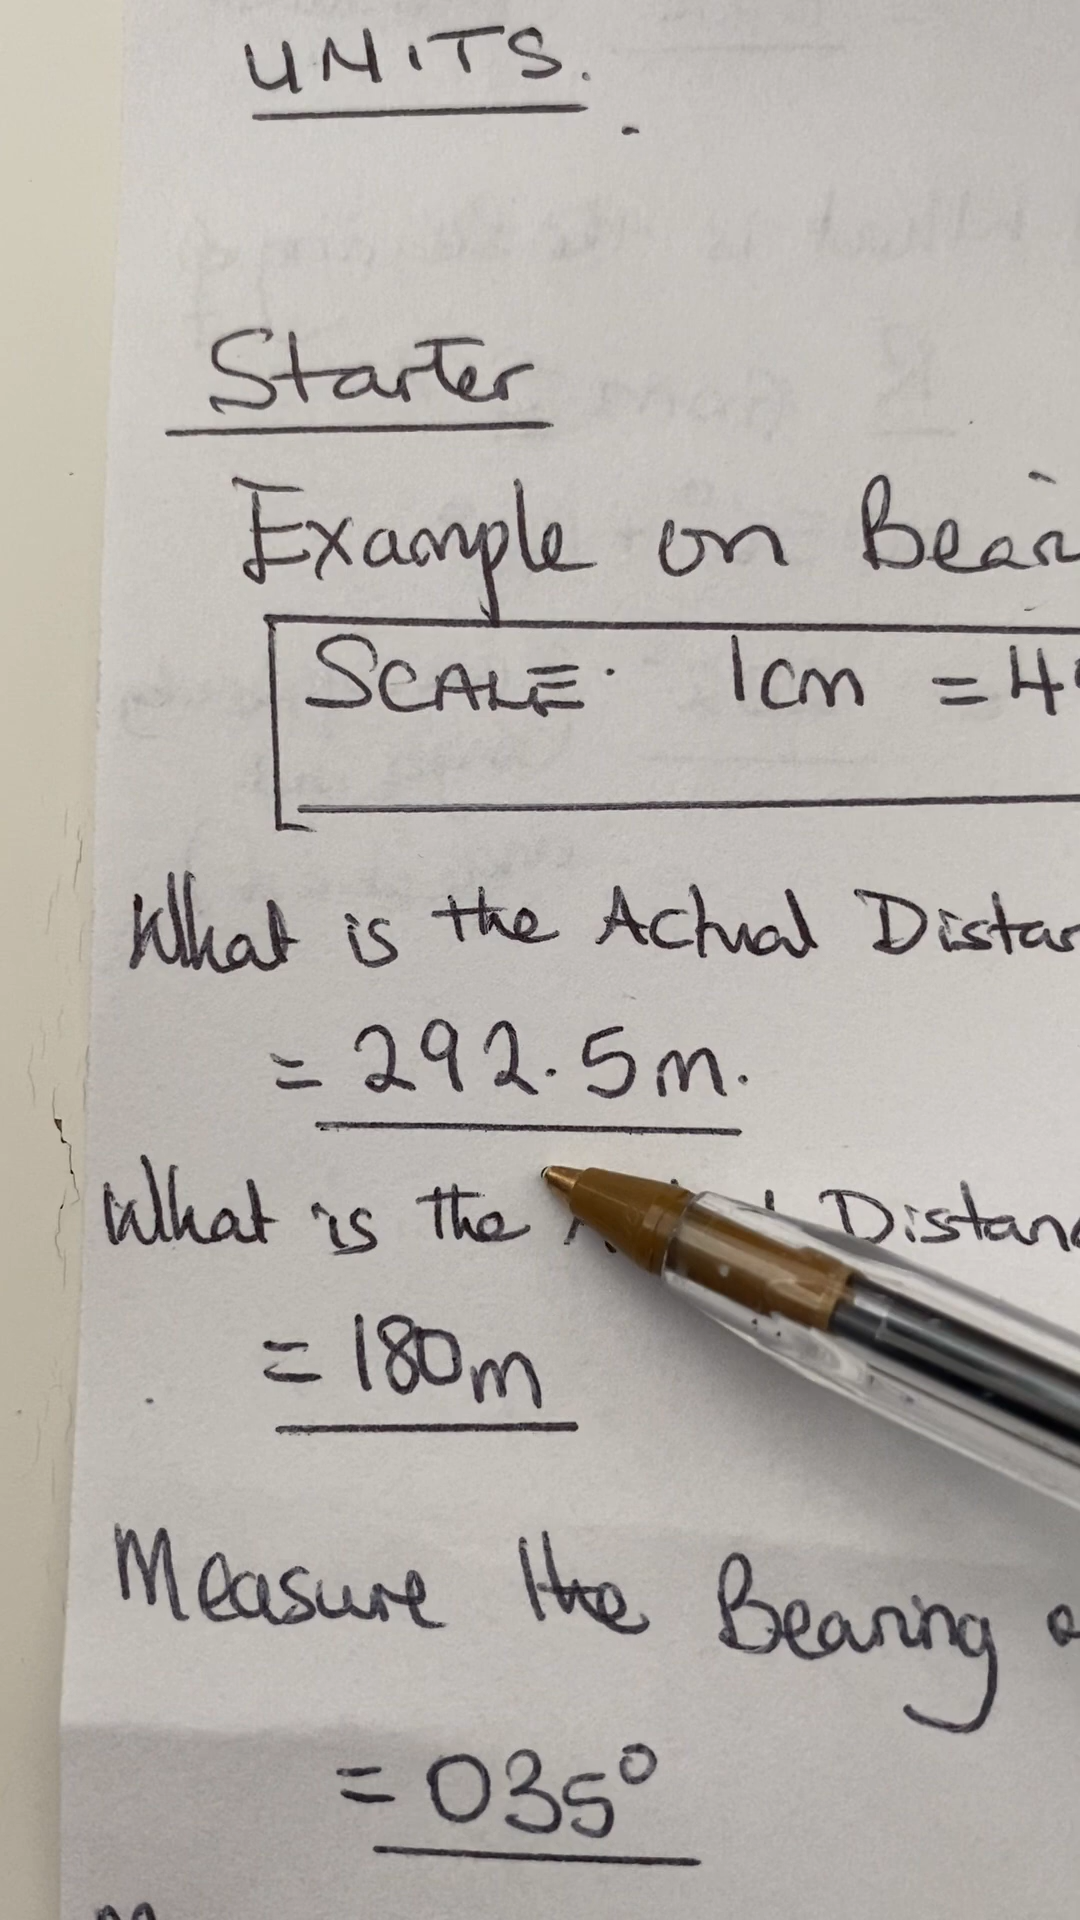 UNITS.
Starter
Example on
SCALE: 1cm = 4
What is the Actual
= 292.5m.
What is the
= 180m
Measure the Bearing
= 035°